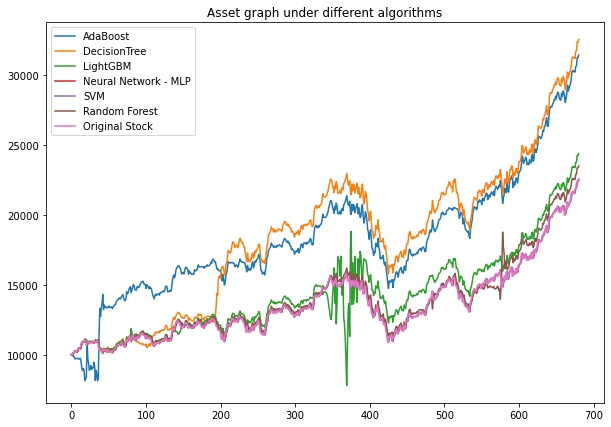 Asset graph under different algorithms
AdaBoost
DecisionTree
LightGBM
Neural Network - MLP
SVM
Random Forest
Original Stock
30000
25000
20000
15000
10000
0 100 200 300 400 500 600 700